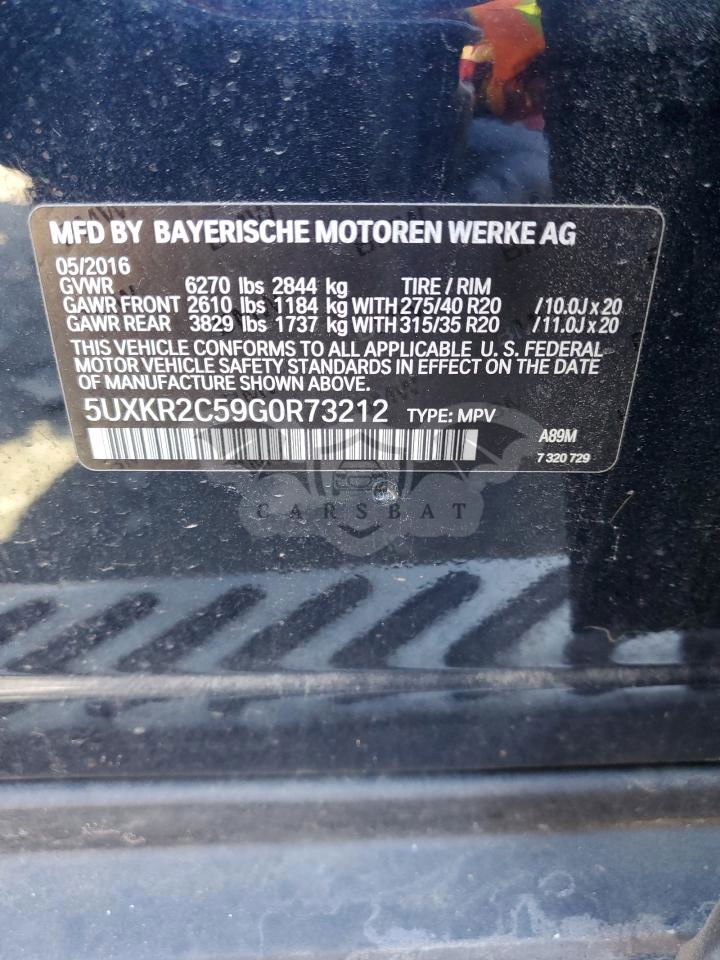 MFD BY BAYERISCHE MOTOREN WERKE AG
05/2016
GVWR 6270 lbs 2844 kg TIRE / RIM
GAWR FRONT 2610 lbs 1184 kg WITH 275/40 R20 /10.0J x 20
GAWR REAR 3829 lbs 1737 kg WITH 315/35 R20 /11.0J x 20
THIS VEHICLE CONFORMS TO ALL APPLICABLE U. S. FEDERAL
MOTOR VEHICLE SAFETY STANDARDS IN EFFECT ON THE DATE
OF MANUFACTURE SHOWN ABOVE.
5UXKR2C59G0R73212 TYPE: MPV
A89M
7 320 729
CARSBAT